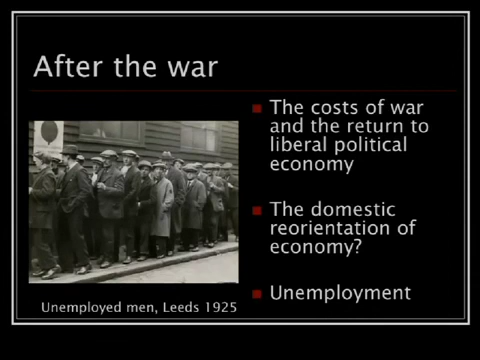 After the war
The costs of war
and the return to
liberal political
economy
The domestic
reorientation of
economy?
Unemployment
Unemployed men, Leeds 1925